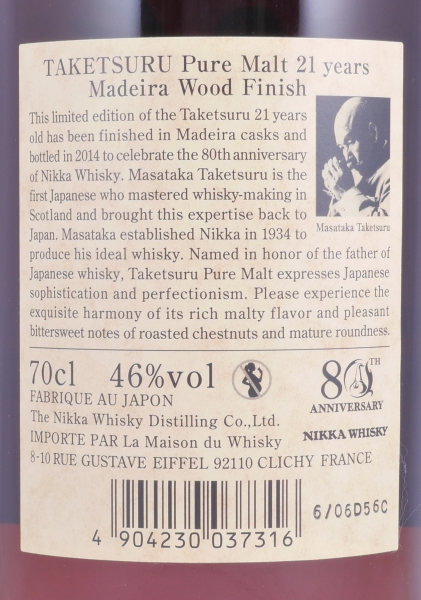 TAKETSURU Pure Malt 21 years
Madeira Wood Finish
This limited edition of the Taketsuru 21 years
old has been finished in Madeira casks and
bottled in 2014 to celebrate the 80th anniversary
of Nikka Whisky. Masataka Taketsuru is the
first Japanese who mastered whisky-making in
Scotland and brought this expertise back to
Japan. Masataka established Nikka in 1934 to
produce his ideal whisky. Named in honor of the father of
Japanese whisky, Taketsuru Pure Malt expresses Japanese
sophistication and perfectionism. Please experience the
exquisite harmony of its rich malty flavor and pleasant
bittersweet notes of roasted chestnuts and mature roundness.
Masataka Taketsuru
70cl 46%vol
FABRIQUE AU JAPON
The Nikka Whisky Distilling Co.,Ltd.
IMPORTE PAR La Maison du Whisky
8-10 RUE GUSTAVE EIFFEL 92110 CLICHY FRANCE
80TH
ANNIVERSARY
NIKKA WHISKY
4 904230 037316
6/06D56C